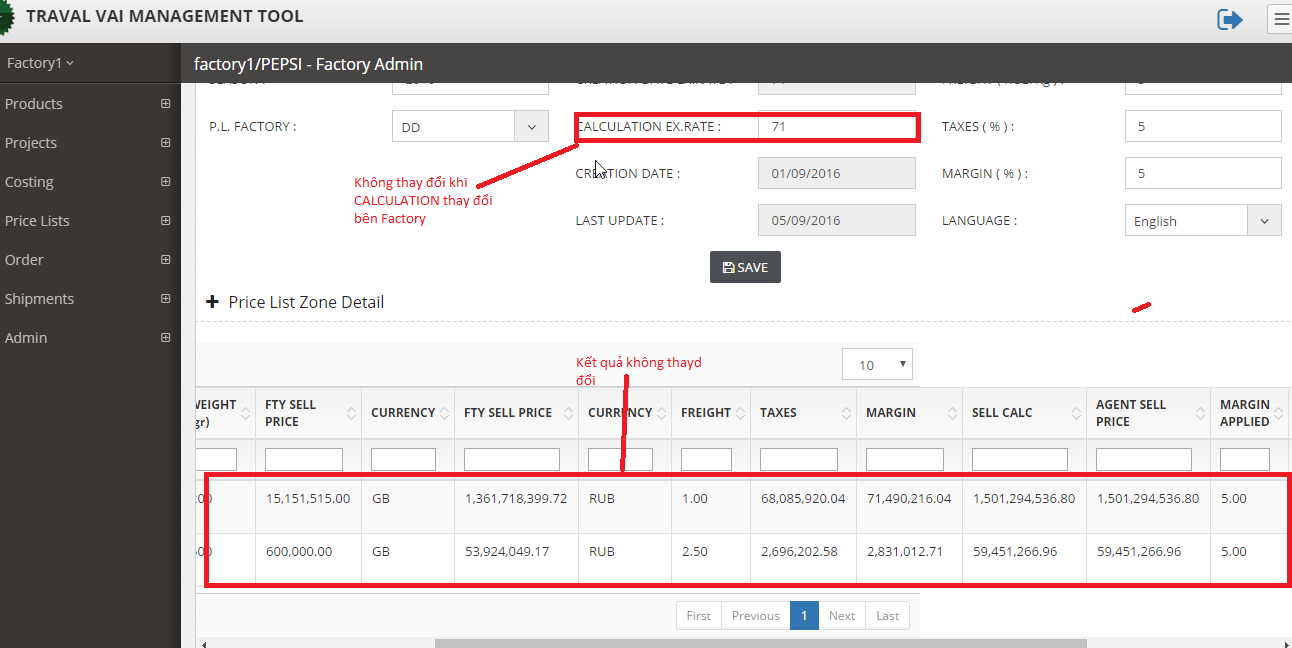 TRAVAL VAI MANAGEMENT TOOL
Factory1
factory1/PEPSI - Factory Admin
Products
Projects
Costing
Price Lists
Order
Shipments
Admin
P.L. FACTORY :
DD
CALCULATION EX.RATE :
71
TAXES ( % ) :
5
CREATION DATE :
01/09/2016
MARGIN ( % ) :
5
Không thay đổi khi
CALCULATION thay đổi
bên Factory
LAST UPDATE :
05/09/2016
LANGUAGE :
English
SAVE
Price List Zone Detail
Kết quả không thayd
đổi
10
WEIGHT
gr)
FTY SELL
PRICE
CURRENCY
FTY SELL PRICE
CURRENCY
FREIGHT
TAXES
MARGIN
SELL CALC
AGENT SELL
PRICE
MARGIN
APPLIED
00 15,151,515.00 GB 1,361,718,399.72 RUB 1.00 68,085,920.04 71,490,216.04 1,501,294,536.80 1,501,294,536.80 5.00
00 600,000.00 GB 53,924,049.17 RUB 2.50 2,696,202.58 2,831,012.71 59,451,266.96 59,451,266.96 5.00
First Previous 1 Next Last